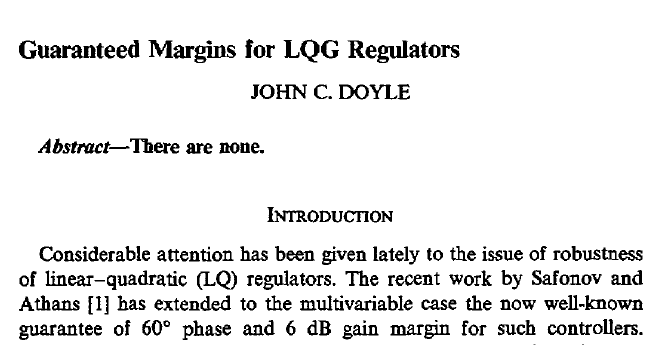 Guaranteed Margins for LQG Regulators
JOHN C. DOYLE
Abstract—There are none.
INTRODUCTION
Considerable attention has been given lately to the issue of robustness
of linear–quadratic (LQ) regulators. The recent work by Safonov and
Athans [1] has extended to the multivariable case the now well-known
guarantee of 60° phase and 6 dB gain margin for such controllers.